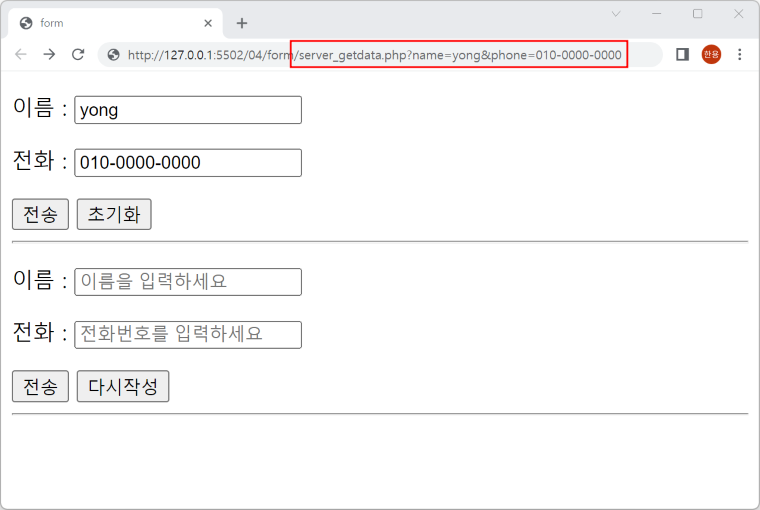 form
http://127.0.0.1:5502/04/form/server_getdata.php?name=yong&phone=010-0000-0000
한용
이름 : yong
전화 : 010-0000-0000
전송 초기화
이름 : 이름을 입력하세요
전화 : 전화번호를 입력하세요
전송 다시작성